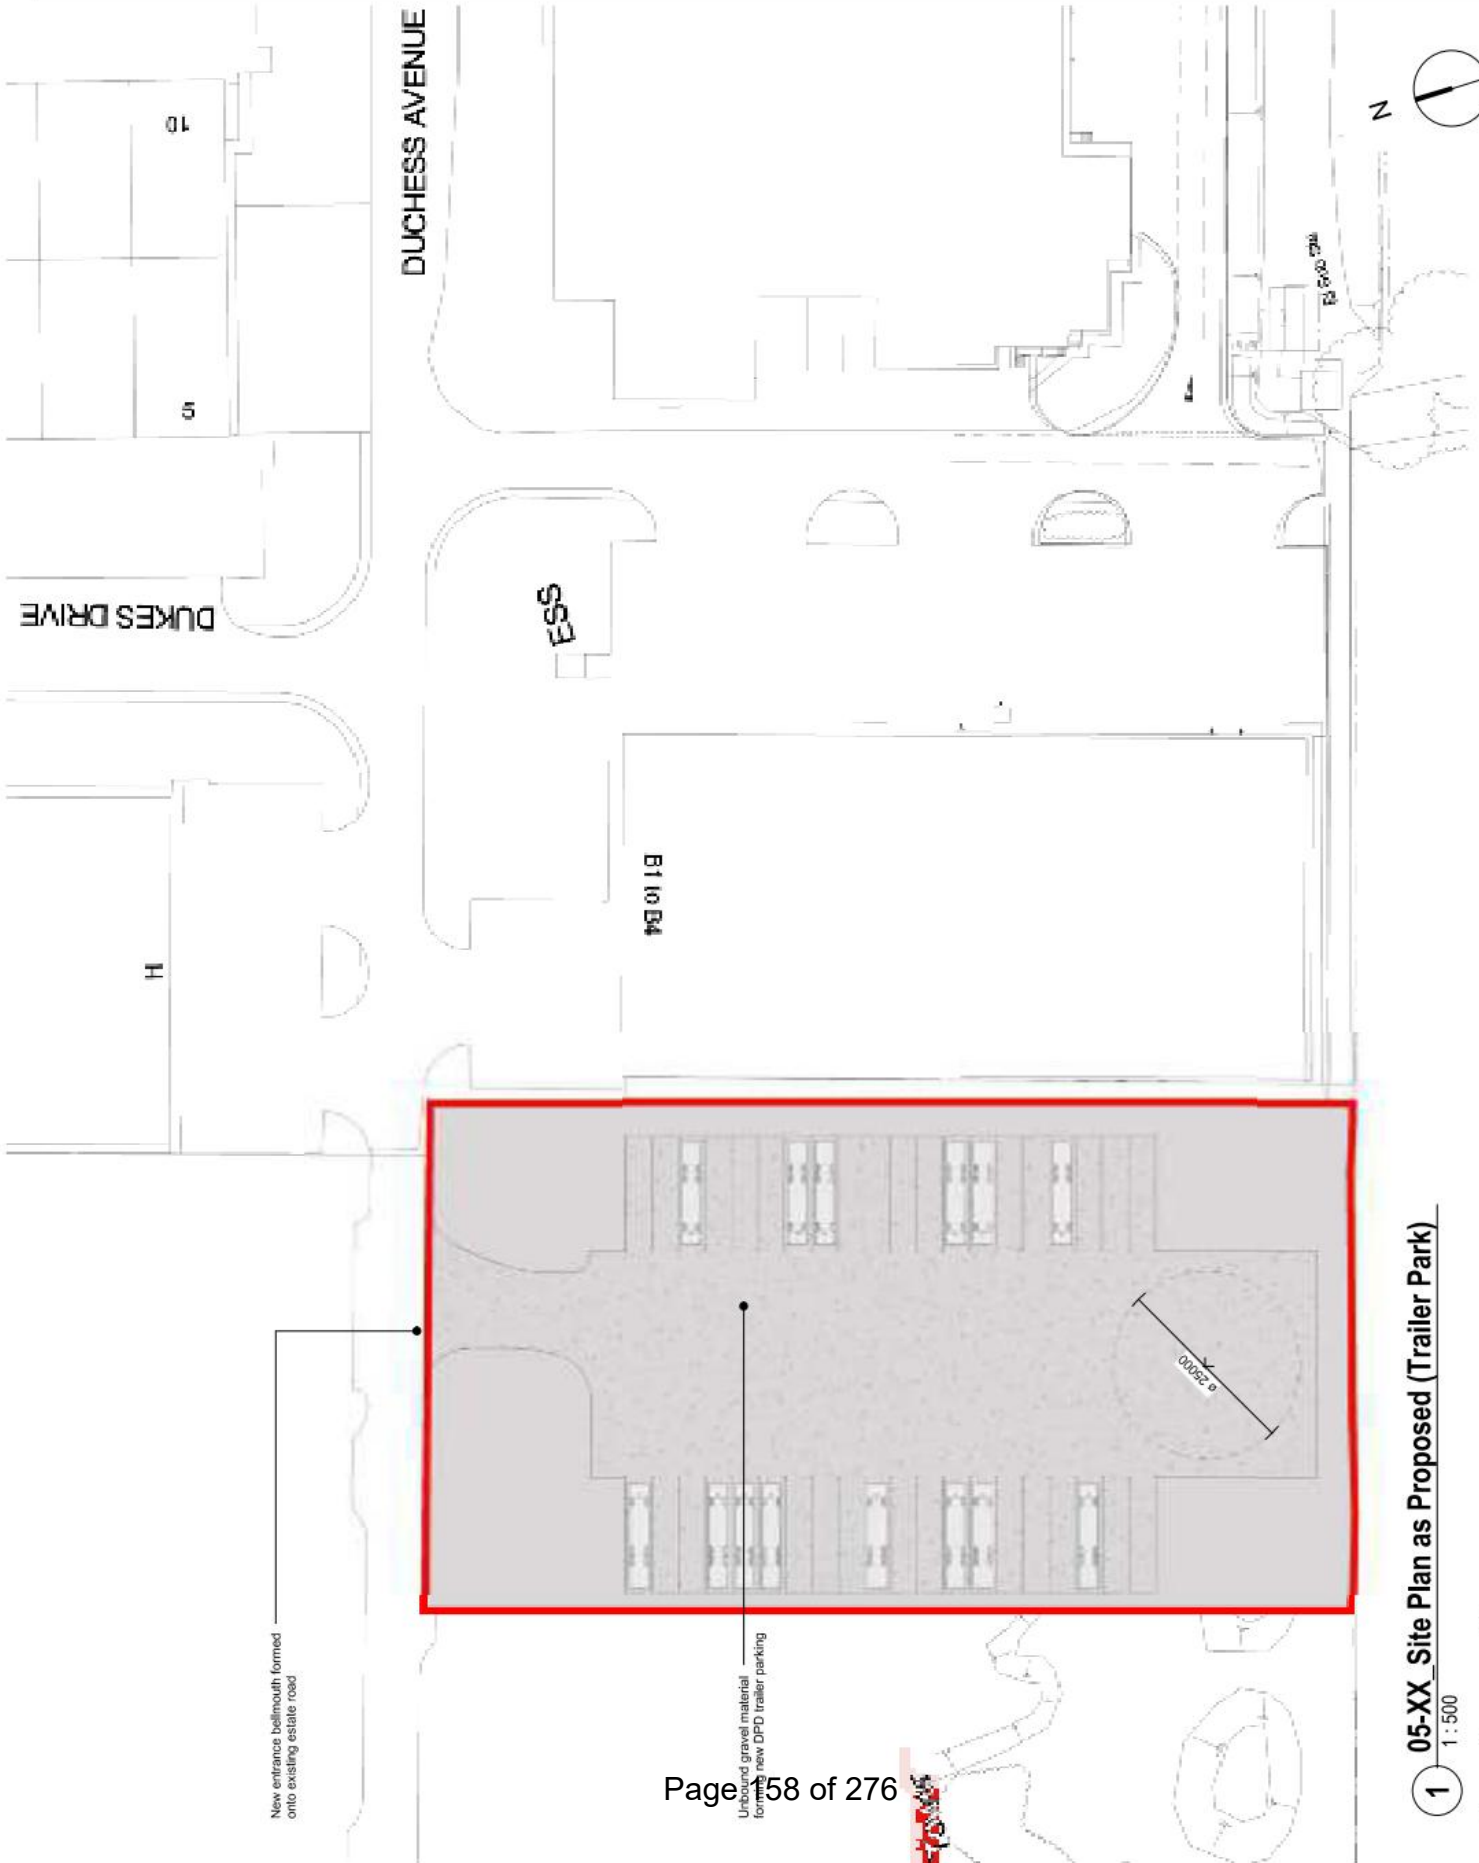 DUCHESS AVENUE
10
5
DUKES DRIVE
ESS
B1 to B4
H
N
ø 25000
New entrance bellmouth formed
onto existing estate road
Unbound gravel material
forming new DPD trailer parking
Page 158 of 276
1
05-XX_Site Plan as Proposed (Trailer Park)
1 : 500